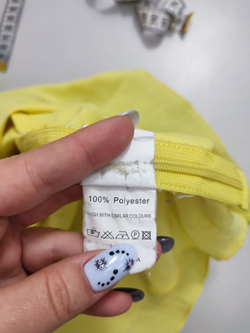 100% Polyester
WASH WITH SIMILAR COLOURS